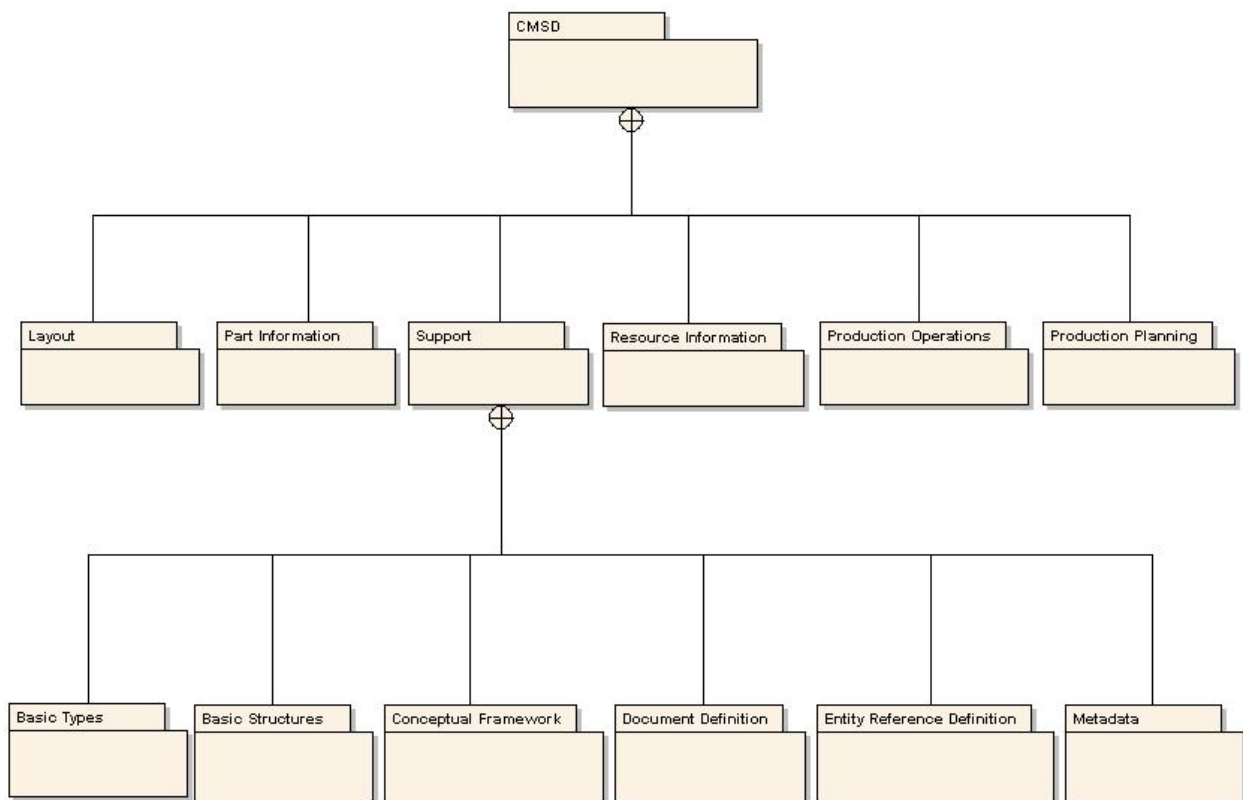 CMSD
Layout
Part Information
Support
Resource Information
Production Operations
Production Planning
Basic Types
Basic Structures
Conceptual Framework
Document Definition
Entity Reference Definition
Metadata